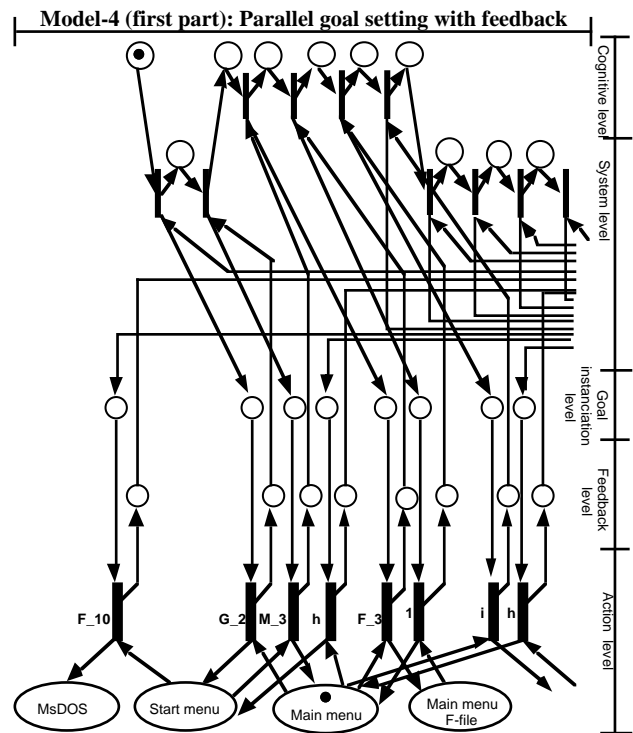 Model-4 (first part): Parallel goal setting with feedback
Cognitive level
System level
Goal
instanciation
level
Feedback
level
Action level
F_10
G_2
M_3
h
F_3
1
i
h
MsDOS
Start menu
Main menu
Main menu
F-file